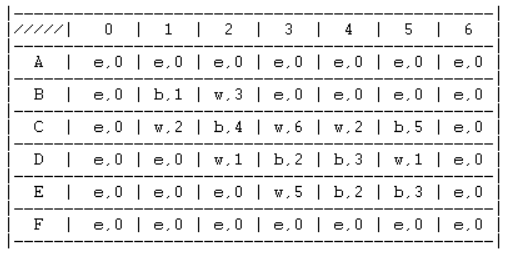 /////| 0 | 1 | 2 | 3 | 4 | 5 | 6
A | e,0 | e,0 | e,0 | e,0 | e,0 | e,0 | e,0
B | e,0 | b,1 | w,3 | e,0 | e,0 | e,0 | e,0
C | e,0 | w,2 | b,4 | w,6 | w,2 | b,5 | e,0
D | e,0 | e,0 | w,1 | b,2 | b,3 | w,1 | e,0
E | e,0 | e,0 | e,0 | w,5 | b,2 | b,3 | e,0
F | e,0 | e,0 | e,0 | e,0 | e,0 | e,0 | e,0